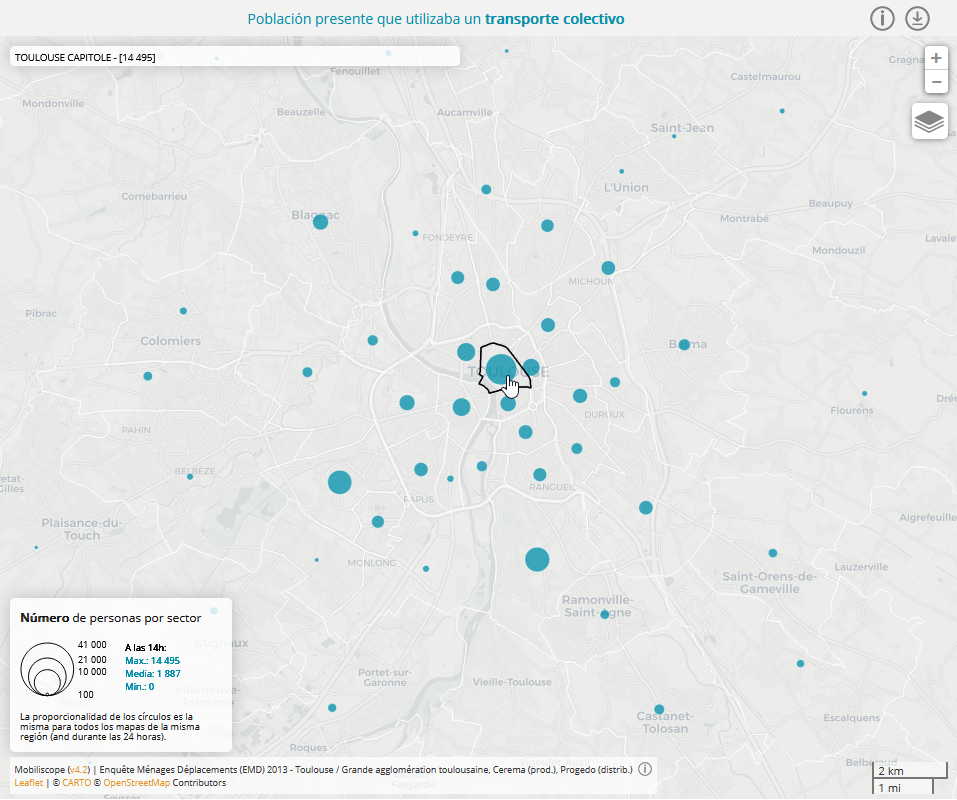 Población presente que utilizaba un transporte colectivo
TOULOUSE CAPITOLE - [14 495]
+
−
Gragna
Fenouillet
Castelmaurou
Mondonville
Beauzelle
Aucamville
Saint-Jean
L'Union
Cornebarrieu
Beaupuy
Blagnac
Montrabé
FONDEYRE
Lavale
Mondouzil
MICHOUN
Pibrac
Colomiers
Balma
TOULOUSE
Drém
Flourens
DUROUX
PAHIN
BELBÈZE
etat-
Gilles
RANGUEIL
PAPUS
Plaisance-du-
Touch
Aigrefeuille
MONLONG
Lauzerville
Saint-Orens-de-
Gameville
Ramonville-
Saint-Agne
Cugnaux
Portet-sur-
Garonne
Vieille-Toulouse
Villeneuve-
Tolosane
Castanet-
Tolosan
Escalquens
Roques
Belberaud
Falgarde
Seysses
Número de personas por sector
41 000
21 000
10 000
100
A las 14h:
Max.: 14 495
Media: 1 887
Min.: 0
La proporcionalidad de los círculos es la
misma para todos los mapas de la misma
región (and durante las 24 horas).
Mobiliscope (v4.2) | Enquête Ménages Déplacements (EMD) 2013 - Toulouse / Grande agglomération toulousaine, Cerema (prod.), Progedo (distrib.)
Leaflet | © CARTO © OpenStreetMap Contributors
2 km
1 mi